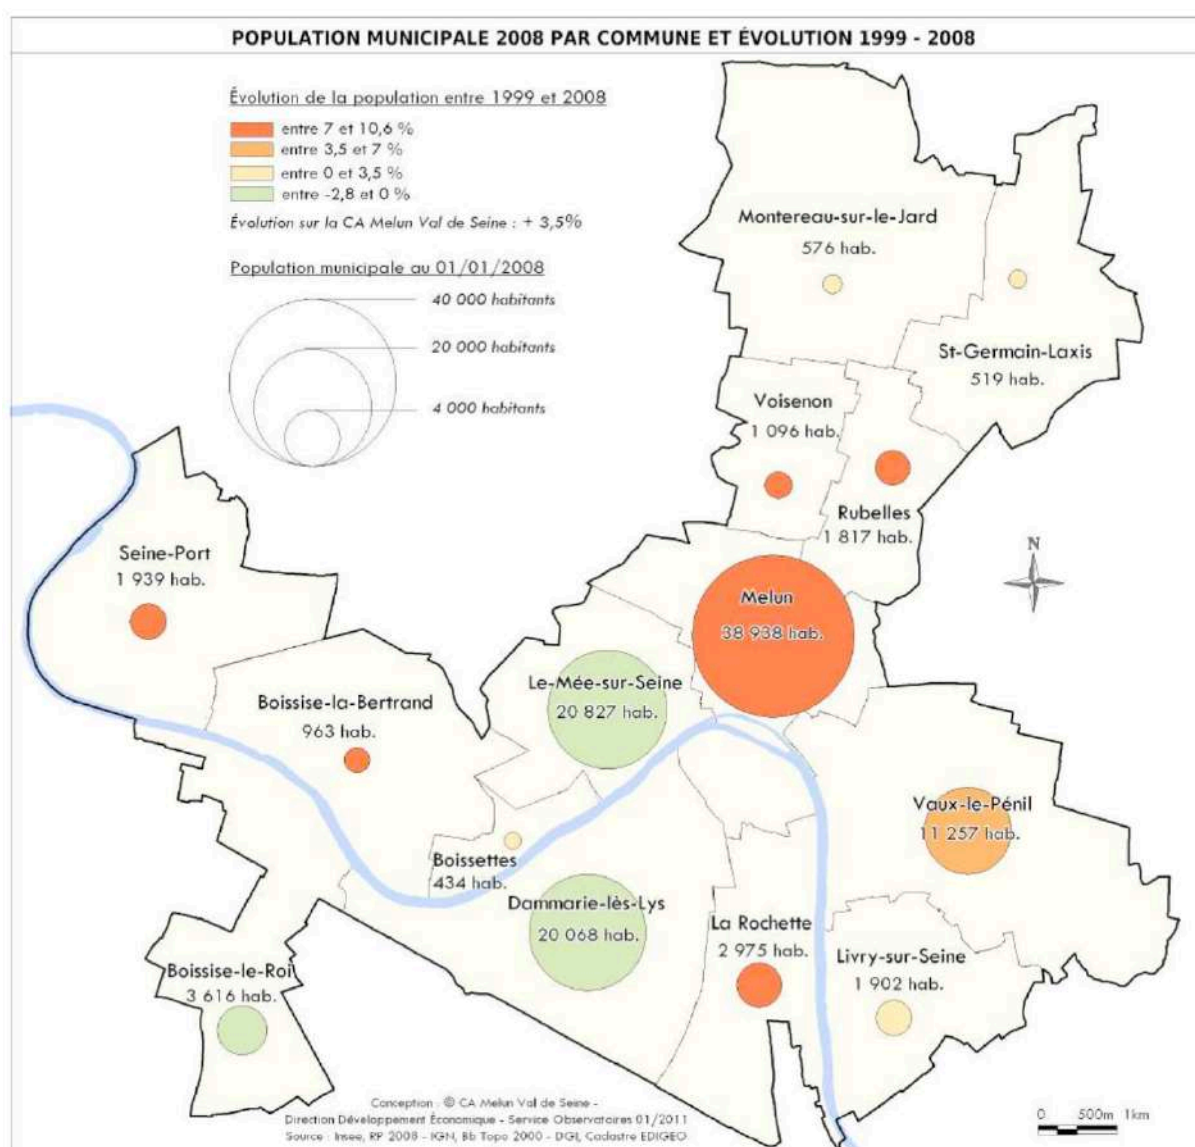 POPULATION MUNICIPALE 2008 PAR COMMUNE ET ÉVOLUTION 1999 - 2008
Évolution de la population entre 1999 et 2008
entre 7 et 10,6 %
entre 3,5 et 7 %
entre 0 et 3,5 %
entre -2,8 et 0 %
Évolution sur la CA Melun Val de Seine : + 3,5%
Population municipale au 01/01/2008
40 000 habitants
20 000 habitants
4 000 habitants
Montereau-sur-le-Jard
576 hab.
St-Germain-Laxis
519 hab.
Voisenon
1 096 hab.
Rubelles
1 817 hab.
Seine-Port
1 939 hab.
N
Melun
38 938 hab.
Le-Mée-sur-Seine
20 827 hab.
Boissise-la-Bertrand
963 hab.
Vaux-le-Pénil
11 257 hab.
Boissettes
434 hab.
Dammarie-lès-Lys
20 068 hab.
La Rochette
2 975 hab.
Livry-sur-Seine
1 902 hab.
Boissise-le-Roi
3 616 hab.
Conception : © CA Melun Val de Seine -
Direction Développement Économique - Service Observatoires 01/2011
Source : Insee, RP 2008 - IGN, Bb Topo 2000 - DGI, Cadastre EDIGEO
0 500m 1km